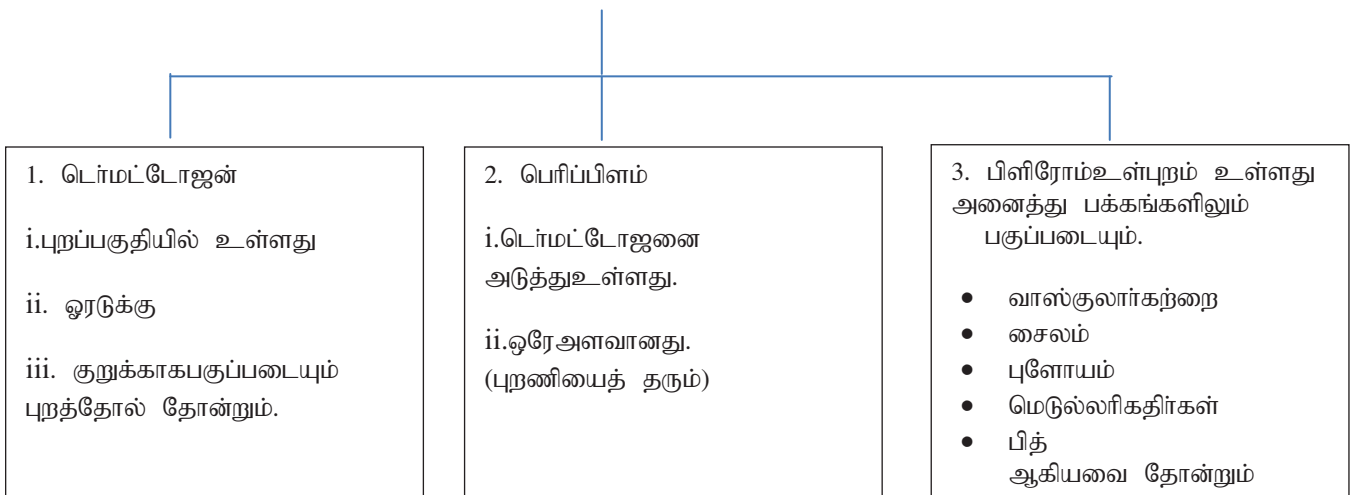 1. டெர்மட்டோஜன்
i.புறப்பகுதியில் உள்ளது
ii. ஓரடுக்கு
iii. குறுக்காகபகுப்படையும்
புறத்தோல் தோன்றும்.
2. பெரிப்பிளம்
i.டெர்மட்டோஜனை
அடுத்துஉள்ளது.
ii.ஒரேஅளவானது.
(புறணியைத் தரும்)
3. பிளிரோம்உள்புறம் உள்ளது
அனைத்து பக்கங்களிலும்
பகுப்படையும்.
• வாஸ்குலார்கற்றை
• சைலம்
• புளோயம்
• மெடுல்லரிகதிர்கள்
• பித்
ஆகியவை தோன்றும்